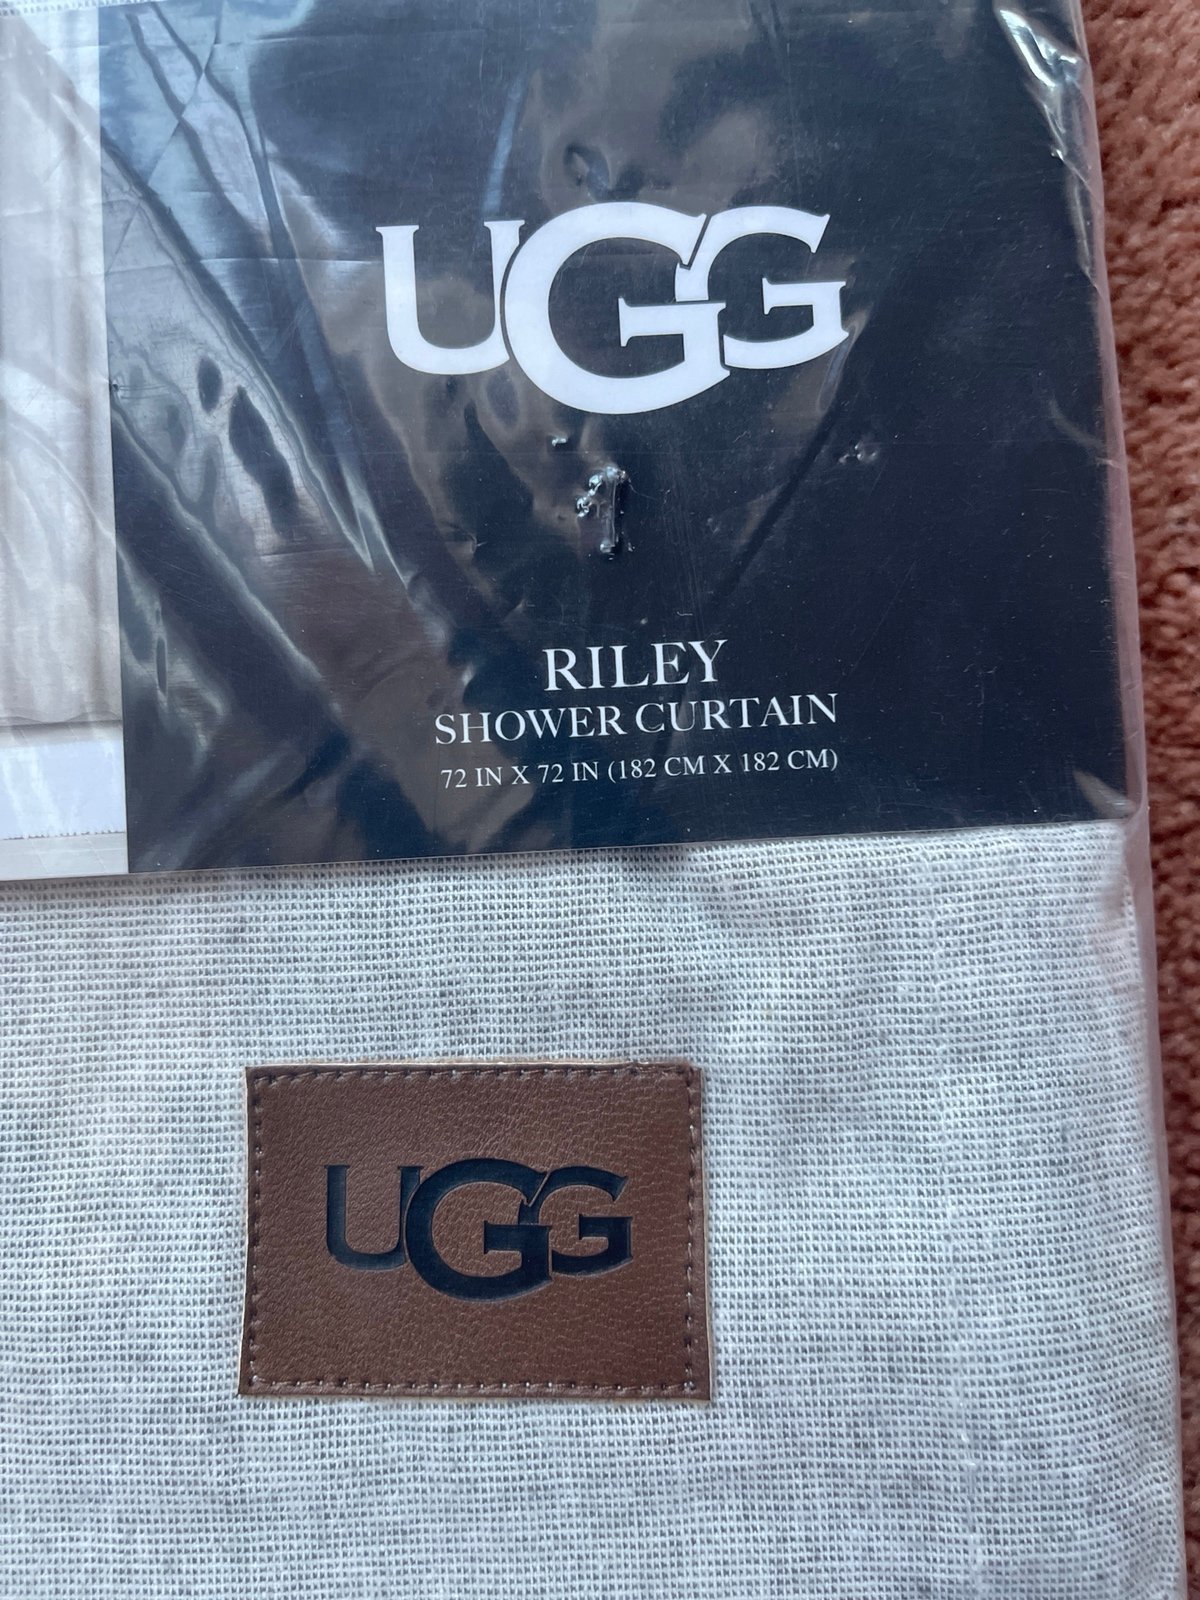 UGG
RILEY
SHOWER CURTAIN
72 IN X 72 IN (182 CM X 182 CM)
UGG